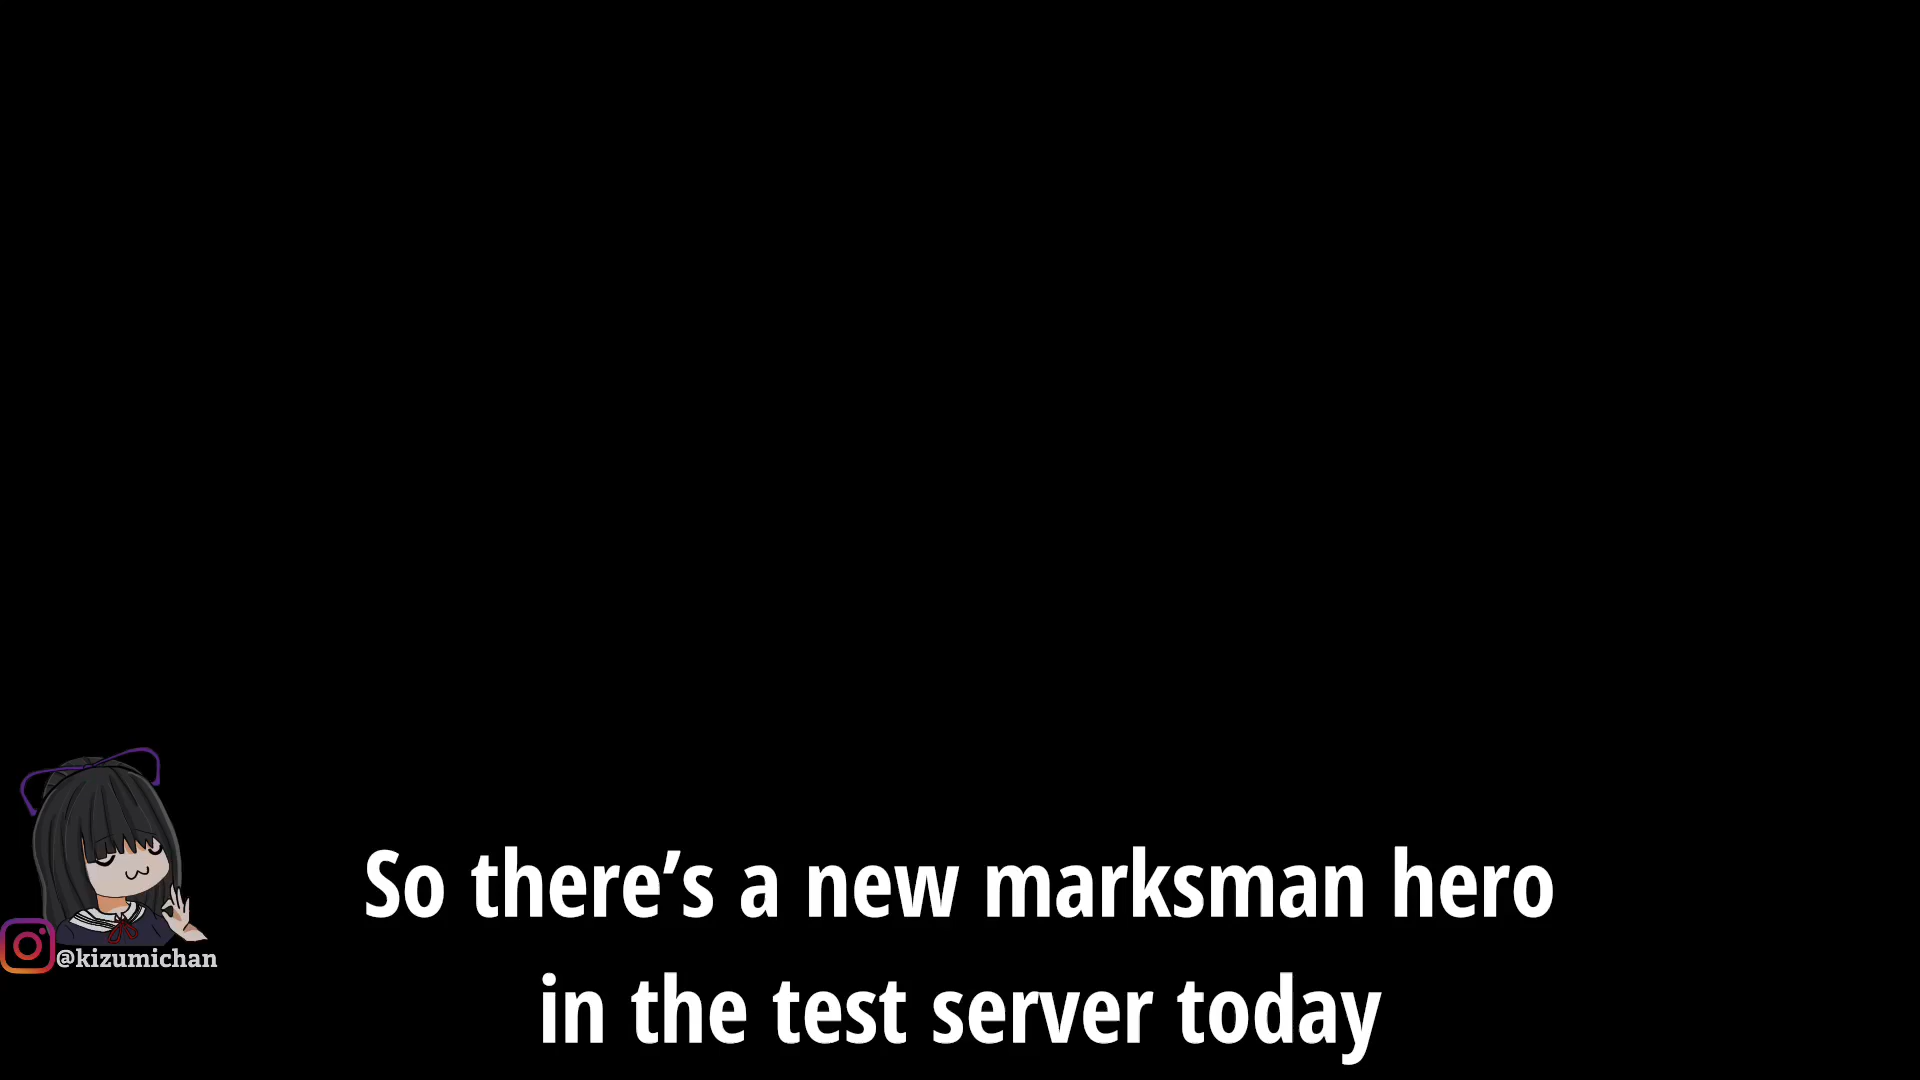 So there’s a new marksman hero
in the test server today
@kizumichan